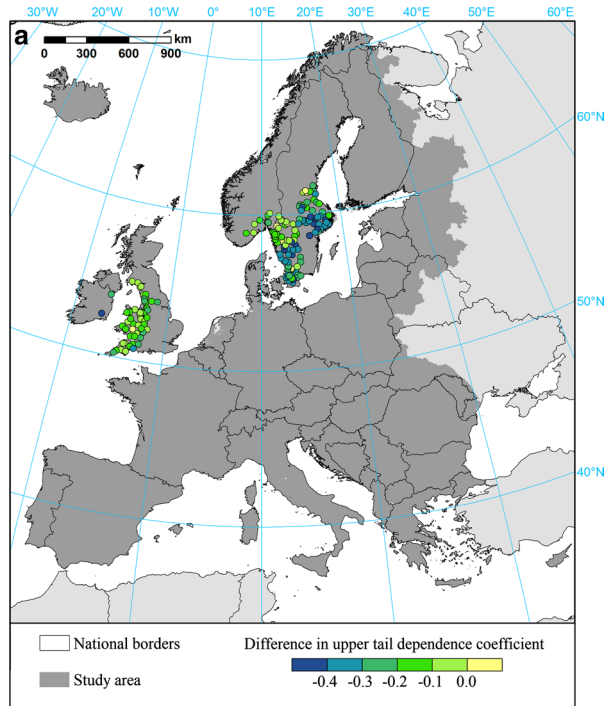 30°W 20°W 10°W 0° 10°E 20°E 30°E 40°E 50°E 60°E
a
km
0 300 600 900
60°N
50°N
40°N
National borders
Study area
Difference in upper tail dependence coefficient
-0.4 -0.3 -0.2 -0.1 0.0